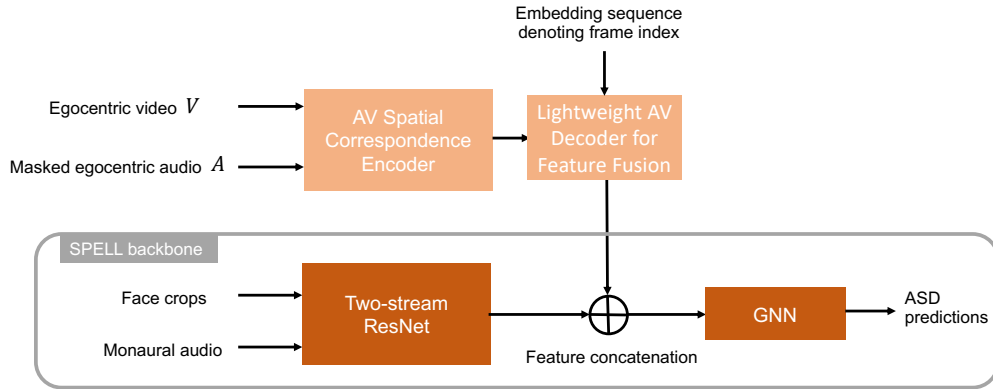 Embedding sequence
denoting frame index
Egocentric video V
Masked egocentric audio A
AV Spatial
Correspondence
Encoder
Lightweight AV
Decoder for
Feature Fusion
SPELL backbone
Face crops
Monaural audio
Two-stream
ResNet
Feature concatenation
GNN
ASD
predictions